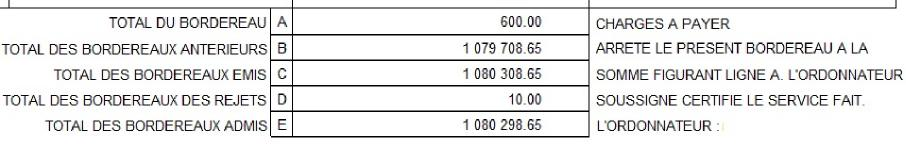 TOTAL DU BORDEREAU A 600.00 CHARGES A PAYER
TOTAL DES BORDEREAUX ANTERIEURS B 1 079 708.65 ARRETE LE PRESENT BORDEREAU A LA
TOTAL DES BORDEREAUX EMIS C 1 080 308.65 SOMME FIGURANT LIGNE A. L'ORDONNATEUR
TOTAL DES BORDEREAUX DES REJETS D 10.00 SOUSSIGNE CERTIFIE LE SERVICE FAIT.
TOTAL DES BORDEREAUX ADMIS E 1 080 298.65 L'ORDONNATEUR :